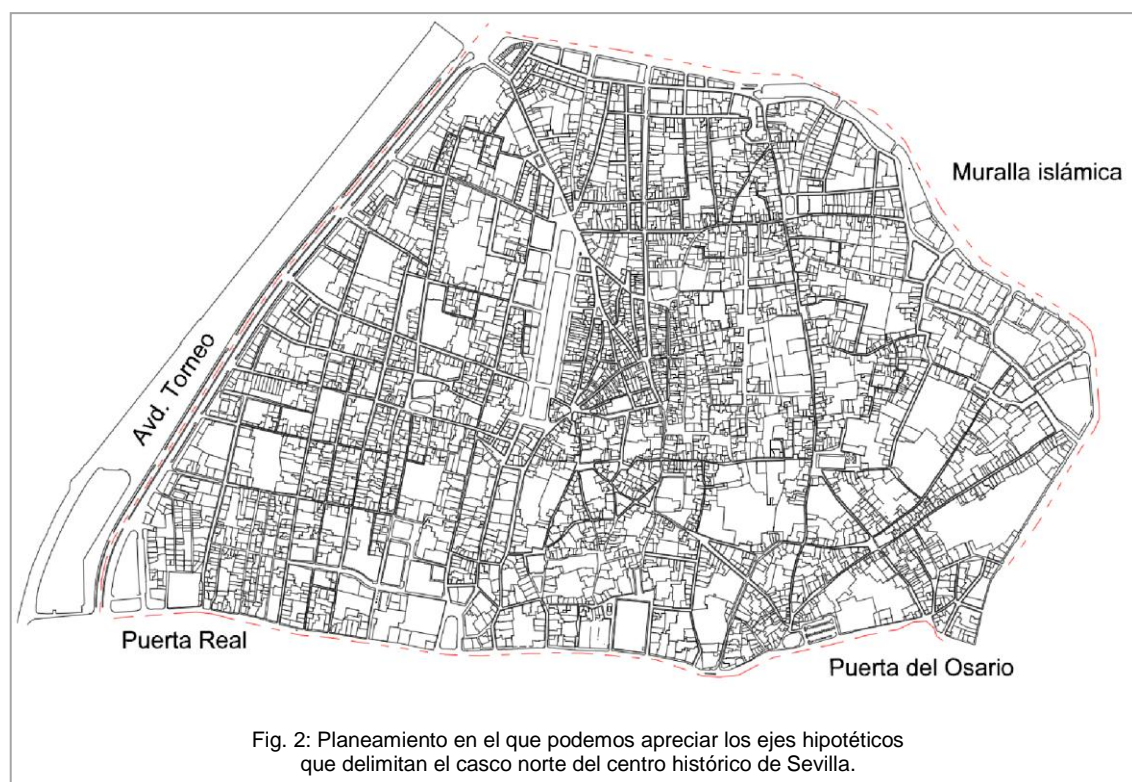 Muralla islámica
Avd. Torneo
Puerta Real
Puerta del Osario
Fig. 2: Planeamiento en el que podemos apreciar los ejes hipotéticos
que delimitan el casco norte del centro histórico de Sevilla.